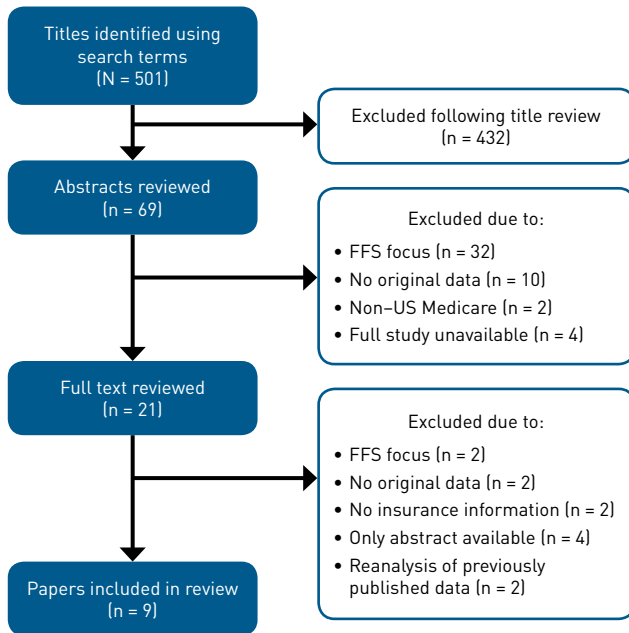 Titles identified using
search terms
(N = 501)
Excluded following title review
(n = 432)
Abstracts reviewed
(n = 69)
Excluded due to:
• FFS focus (n = 32)
• No original data (n = 10)
• Non–US Medicare (n = 2)
• Full study unavailable (n = 4)
Full text reviewed
(n = 21)
Excluded due to:
• FFS focus (n = 2)
• No original data (n = 2)
• No insurance information (n = 2)
• Only abstract available (n = 4)
• Reanalysis of previously
published data (n = 2)
Papers included in review
(n = 9)